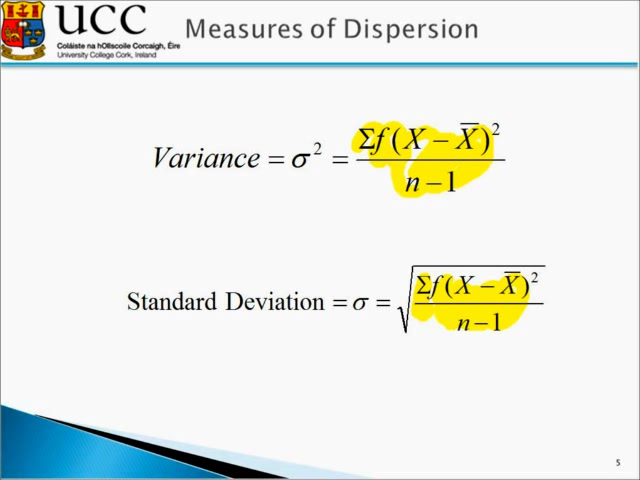 UCC
Coláiste na hOllscoile Corcaigh, Éire
University College Cork, Ireland
Measures of Dispersion
Variance = σ² = Σf(X – X̅)² / n – 1
Standard Deviation = σ = √(Σf(X – X̅)² / n – 1)
5